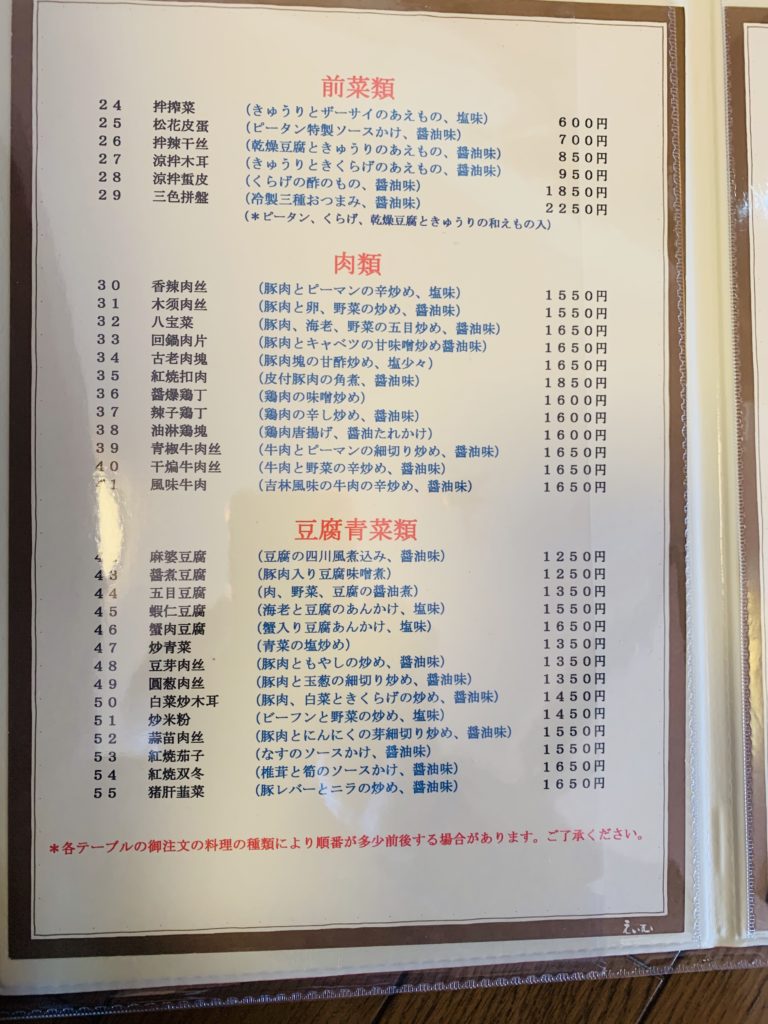 前菜類
24 拌搾菜 (きゅうりとザーサイのあえもの、塩味) 600円
25 松花皮蛋 (ピータン特製ソースかけ、醤油味) 700円
26 拌辣干丝 (乾燥豆腐ときゅうりのあえもの、醤油味) 850円
27 涼拌木耳 (きゅうりときくらげのあえもの、醤油味) 950円
28 涼拌蜇皮 (くらげの酢のもの、醤油味) 1850円
29 三色拼盤 (冷製三種おつまみ、醤油味) 2250円
(*ピータン、くらげ、乾燥豆腐ときゅうりの和えもの入)
肉類
30 香辣肉丝 (豚肉とピーマンの辛炒め、塩味) 1550円
31 木须肉丝 (豚肉と卵、野菜の炒め、醤油味) 1550円
32 八宝菜 (豚肉、海老、野菜の五目炒め、醤油味) 1650円
33 回鍋肉片 (豚肉とキャベツの甘味噌炒め醤油味) 1650円
34 古老肉塊 (豚肉塊の甘酢炒め、塩少々) 1650円
35 紅焼扣肉 (皮付豚肉の角煮、醤油味) 1850円
36 醤爆鶏丁 (鶏肉の味噌炒め) 1600円
37 辣子鶏丁 (鶏肉の辛し炒め、醤油味) 1600円
38 油淋鶏塊 (鶏肉唐揚げ、醤油たれかけ) 1600円
39 青椒牛肉丝 (牛肉とピーマンの細切り炒め、醤油味) 1650円
40 干煸牛肉丝 (牛肉と野菜の辛炒め、醤油味) 1650円
1 風味牛肉 (吉林風味の牛肉の辛炒め、醤油味) 1650円
豆腐青菜類
4 麻婆豆腐 (豆腐の四川風煮込み、醤油味) 1250円
43 醤煮豆腐 (豚肉入り豆腐味噌煮) 1250円
44 五目豆腐 (肉、野菜、豆腐の醤油煮) 1350円
45 蝦仁豆腐 (海老と豆腐のあんかけ、塩味) 1550円
46 蟹肉豆腐 (蟹入り豆腐あんかけ、塩味) 1650円
47 炒青菜 (青菜の塩炒め) 1350円
48 豆芽肉丝 (豚肉ともやしの炒め、醤油味) 1350円
49 圓葱肉丝 (豚肉と玉葱の細切り炒め、醤油味) 1350円
50 白菜炒木耳 (豚肉、白菜ときくらげの炒め、醤油味) 1450円
51 炒米粉 (ビーフンと野菜の炒め、塩味) 1450円
52 蒜苗肉丝 (豚肉とにんにくの芽細切り炒め、醤油味) 1550円
53 紅焼茄子 (なすのソースかけ、醤油味) 1550円
54 紅焼双冬 (椎茸と筍のソースかけ、醤油味) 1650円
55 猪肝韮菜 (豚レバーとニラの炒め、醤油味) 1650円
*各テーブルの御注文の料理の種類により順番が多少前後する場合があります。ご了承ください。
えいむ